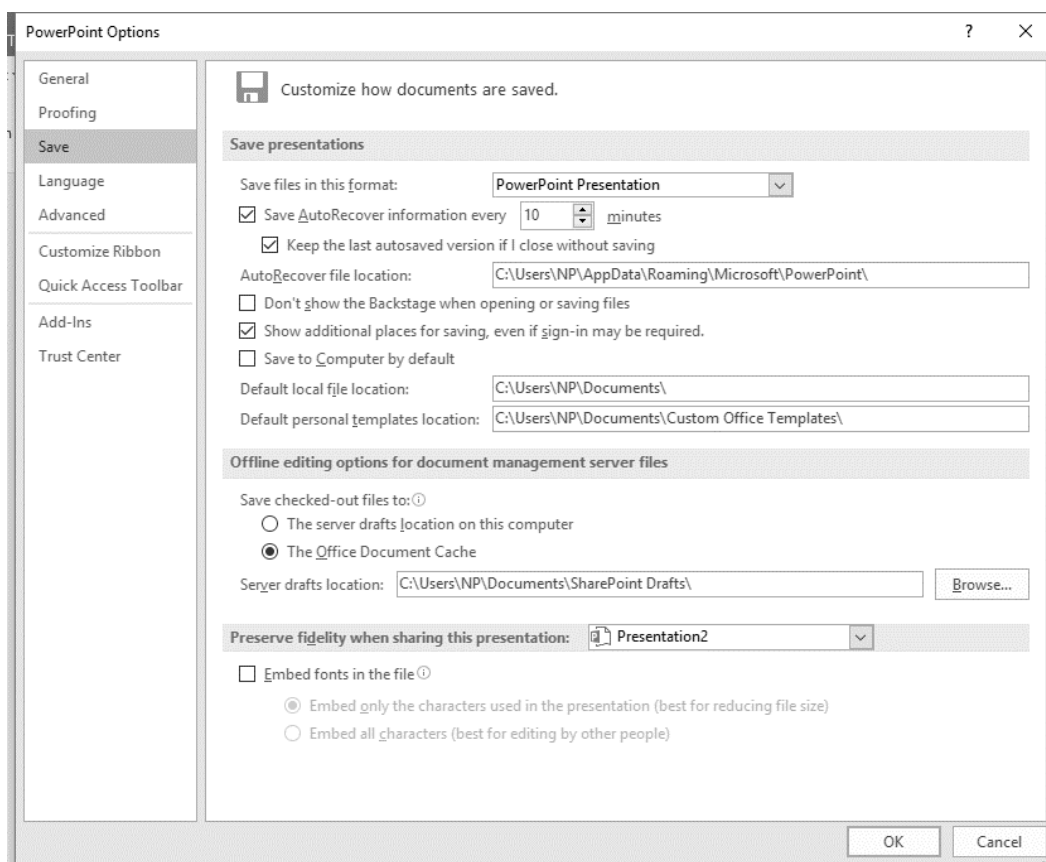 PowerPoint Options
?
General
Proofing
Save
Language
Advanced
Customize Ribbon
Quick Access Toolbar
Add-Ins
Trust Center
Customize how documents are saved.
Save presentations
Save files in this format: PowerPoint Presentation
Save AutoRecover information every 10 minutes
Keep the last autosaved version if I close without saving
AutoRecover file location: C:\Users\NP\AppData\Roaming\Microsoft\PowerPoint\
Don't show the Backstage when opening or saving files
Show additional places for saving, even if sign-in may be required.
Save to Computer by default
Default local file location: C:\Users\NP\Documents\
Default personal templates location: C:\Users\NP\Documents\Custom Office Templates\
Offline editing options for document management server files
Save checked-out files to:
The server drafts location on this computer
The Office Document Cache
Server drafts location: C:\Users\NP\Documents\SharePoint Drafts\ Browse...
Preserve fidelity when sharing this presentation: Presentation2
Embed fonts in the file
Embed only the characters used in the presentation (best for reducing file size)
Embed all characters (best for editing by other people)
OK Cancel